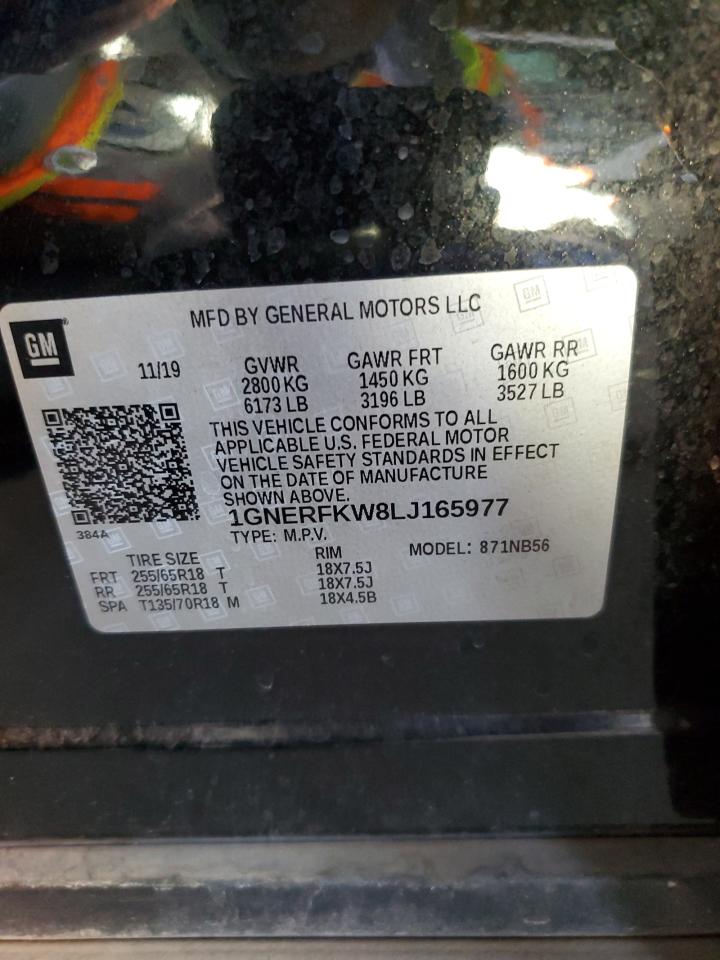 MFD BY GENERAL MOTORS LLC
GM
11/19
GVWR
2800 KG
6173 LB
GAWR FRT
1450 KG
3196 LB
GAWR RR
1600 KG
3527 LB
THIS VEHICLE CONFORMS TO ALL
APPLICABLE U.S. FEDERAL MOTOR
VEHICLE SAFETY STANDARDS IN EFFECT
ON THE DATE OF MANUFACTURE
SHOWN ABOVE.
1GNERFKW8LJ165977
384A
TYPE: M.P.V.
MODEL: 871NB56
TIRE SIZE RIM
FRT 255/65R18 T 18X7.5J
RR 255/65R18 T 18X7.5J
SPA T135/70R18 M 18X4.5B